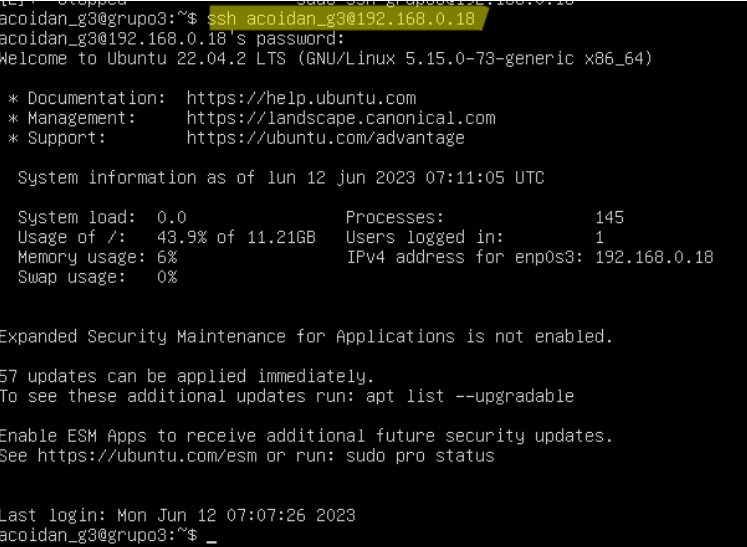 acoidan_g3@grupo3:~$ ssh acoidan_g3@192.168.0.18
acoidan_g3@192.168.0.18's password:
Welcome to Ubuntu 22.04.2 LTS (GNU/Linux 5.15.0-73-generic x86_64)
* Documentation: https://help.ubuntu.com
* Management: https://landscape.canonical.com
* Support: https://ubuntu.com/advantage
System information as of lun 12 jun 2023 07:11:05 UTC
System load: 0.0 Processes: 145
Usage of /: 43.9% of 11.21GB Users logged in: 1
Memory usage: 6% IPv4 address for enp0s3: 192.168.0.18
Swap usage: 0%
Expanded Security Maintenance for Applications is not enabled.
57 updates can be applied immediately.
To see these additional updates run: apt list --upgradable
Enable ESM Apps to receive additional future security updates.
See https://ubuntu.com/esm or run: sudo pro status
Last login: Mon Jun 12 07:07:26 2023
acoidan_g3@grupo3:~$ _